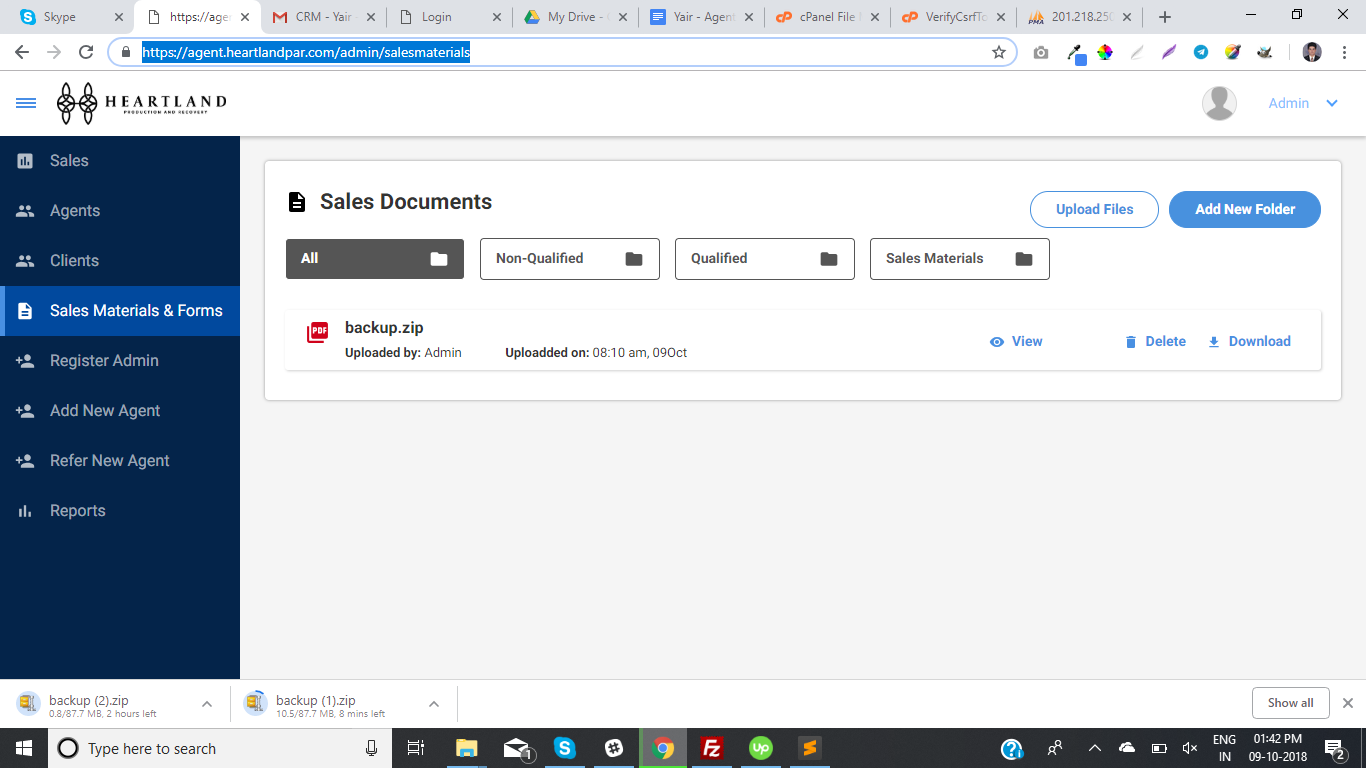 Skype
https://age
CRM - Yair -
Login
My Drive -
Yair - Agent
cPanel File
VerifyCsrfTo
PMA
201.218.250
https://agent.heartlandpar.com/admin/salesmaterials
HEARTLAND
PRODUCTION AND RECOVERY
Admin
Sales
Agents
Clients
Sales Materials & Forms
Register Admin
Add New Agent
Refer New Agent
Reports
Sales Documents
Upload Files
Add New Folder
All
Non-Qualified
Qualified
Sales Materials
PDF
backup.zip
Uploaded by: Admin
Uploadded on: 08:10 am, 09Oct
View
Delete
Download
backup (2).zip
0.8/87.7 MB, 2 hours left
backup (1).zip
10.5/87.7 MB, 8 mins left
Show all
Type here to search
1
up
ENG
IN
01:42 PM
09-10-2018
2